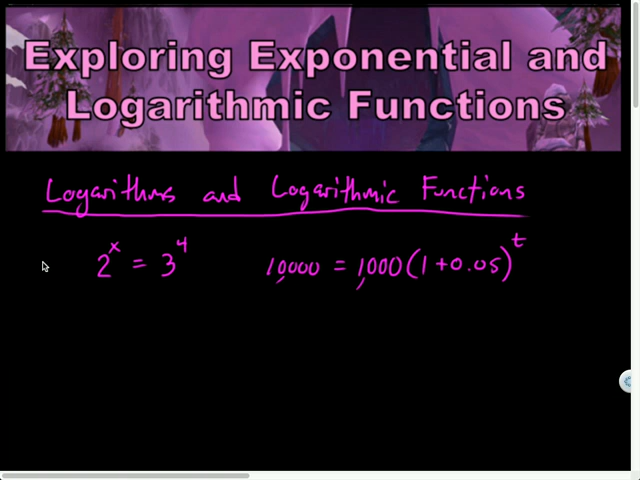 Exploring Exponential and
Logarithmic Functions
Logarithms and Logarithmic Functions
2^x = 3^4    10,000 = 1,000(1+0.05)^t